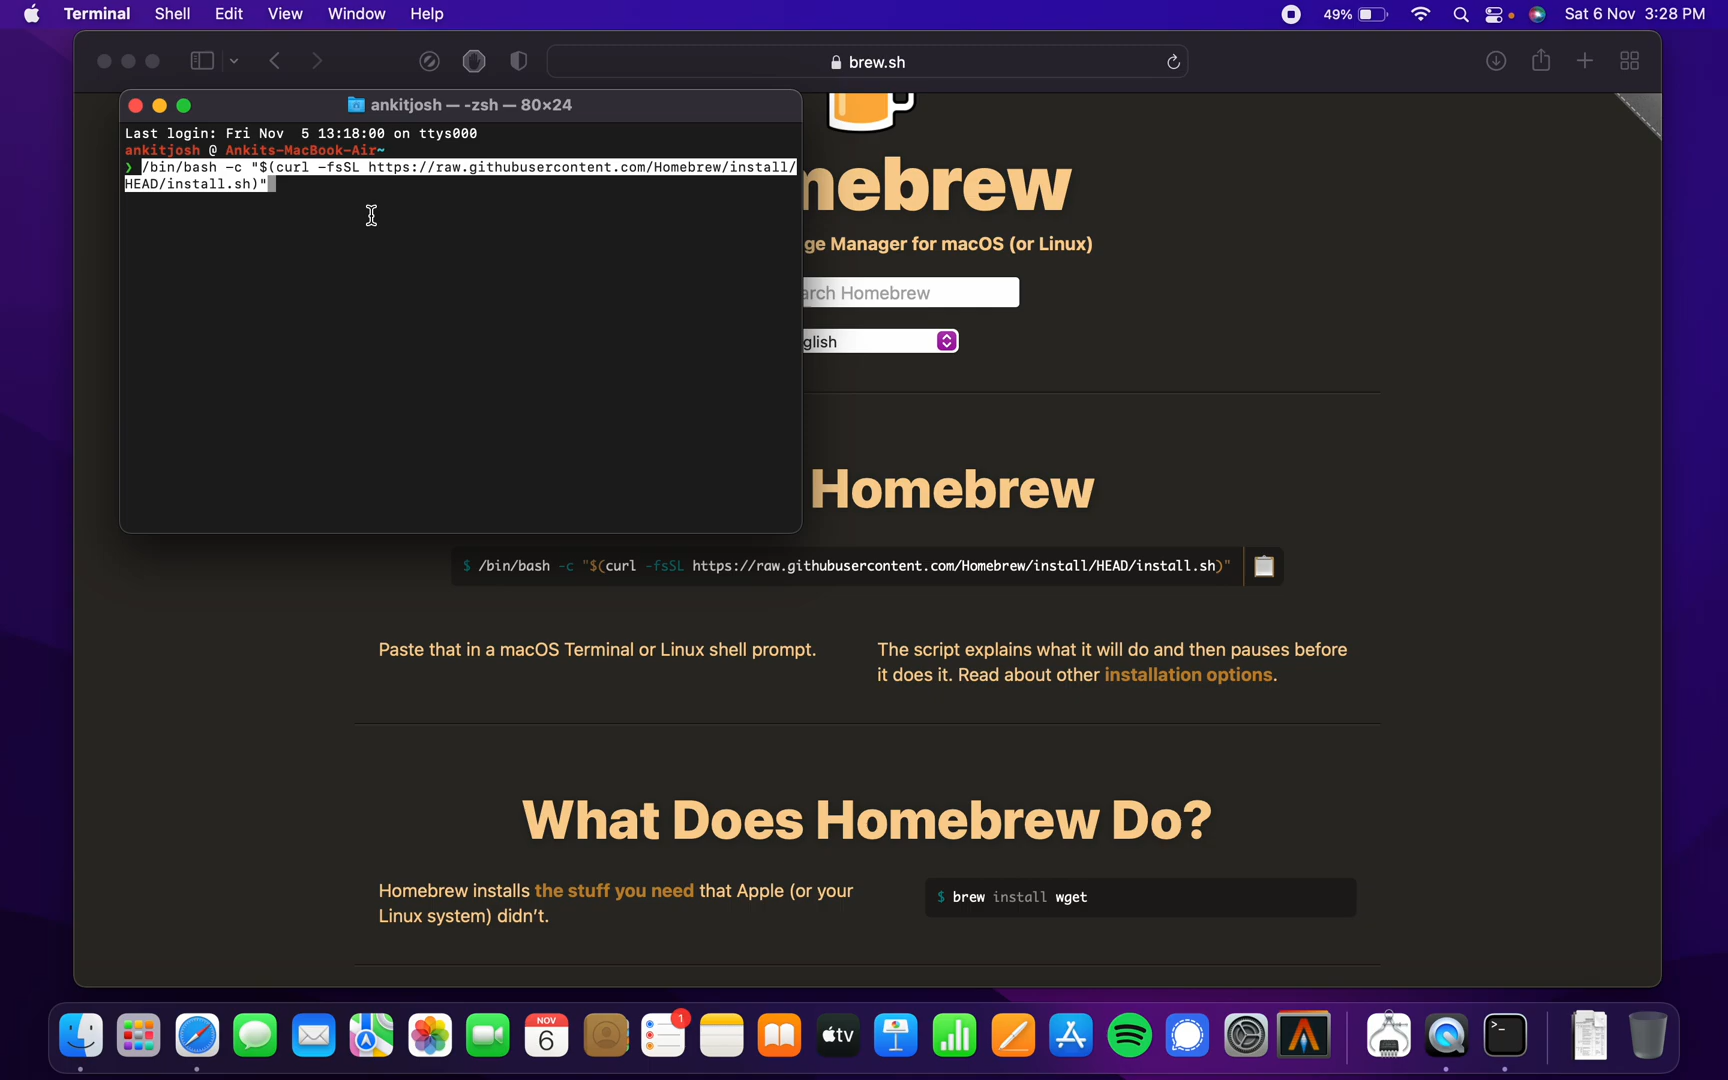 Terminal Shell Edit View Window Help 49% Sat 6 Nov 3:28 PM
brew.sh
ankitjosh — -zsh — 80×24
Last login: Fri Nov  5 13:18:00 on ttys000
ankitjosh @ Ankits-MacBook-Air~
❯ /bin/bash -c "$(curl -fsSL https://raw.githubusercontent.com/Homebrew/install/
HEAD/install.sh)"
mebrew
ge Manager for macOS (or Linux)
arch Homebrew
glish
Homebrew
$ /bin/bash -c "$(curl -fsSL https://raw.githubusercontent.com/Homebrew/install/HEAD/install.sh)"
Paste that in a macOS Terminal or Linux shell prompt.
The script explains what it will do and then pauses before
it does it. Read about other installation options.
What Does Homebrew Do?
Homebrew installs the stuff you need that Apple (or your
Linux system) didn't.
$ brew install wget
NOV
6
1
tv
>_